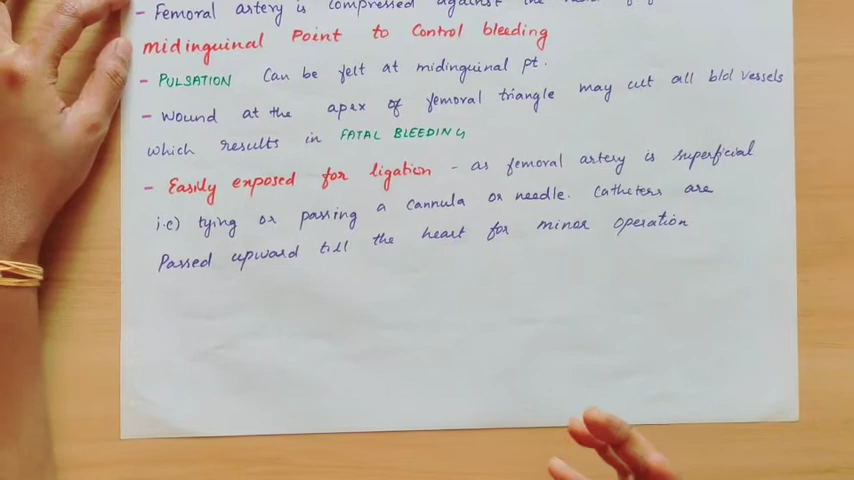 - Femoral artery is compressed against the
midinguinal Point to Control bleeding
- PULSATION Can be felt at midinguinal pt.
- Wound at the apex of femoral triangle may cut all bld vessels
which results in FATAL BLEEDING
- Easily exposed for ligation - as femoral artery is superficial
i.e) tying or passing a cannula or needle. Catheters are
Passed upward till the heart for minor operation